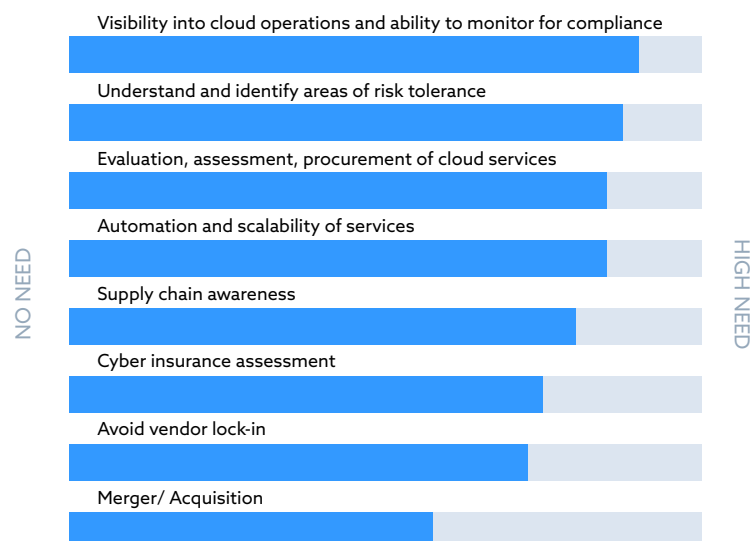 Visibility into cloud operations and ability to monitor for compliance
Understand and identify areas of risk tolerance
Evaluation, assessment, procurement of cloud services
Automation and scalability of services
NO NEED
HIGH NEED
Supply chain awareness
Cyber insurance assessment
Avoid vendor lock-in
Merger/ Acquisition